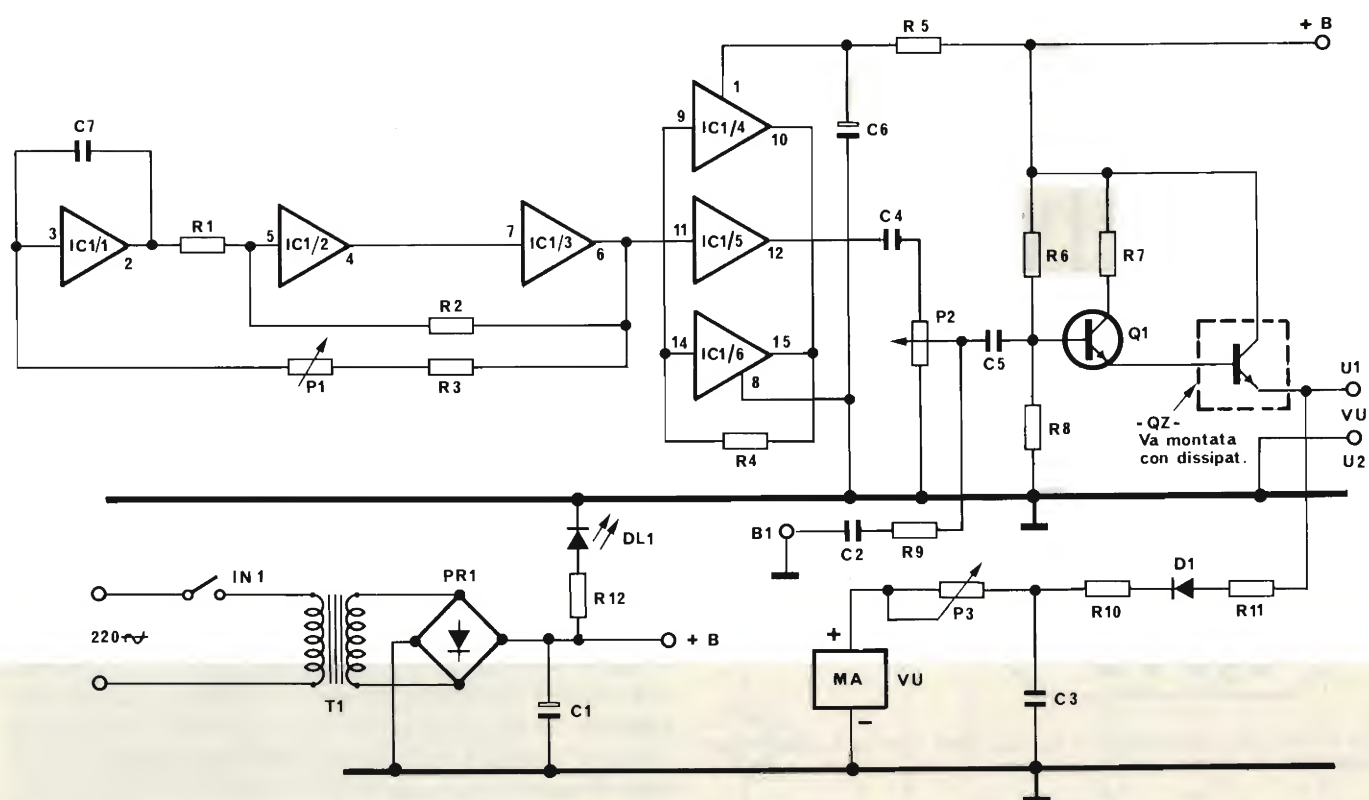 R 5
+ B
1
9
IC1/4
10
C6
C7
3
IC1/1
2
R1
5
IC1/2
4
7
IC1/3
6
11
IC1/5
12
C4
R6
R7
R2
P1
R3
14
IC1/6
15
8
R4
P2
C5
Q1
R8
-QZ-
Va montata
con dissipat.
U1
VU
U2
B1
C2
R9
DL1
R12
IN1
220
T1
PR1
+ B
C1
D1
P3
R10
R11
+
MA
VU
-
C3